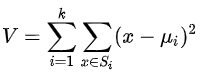 V = \sum_{i=1}^{k} \sum_{x \in S_i} (x - \mu_i)^2